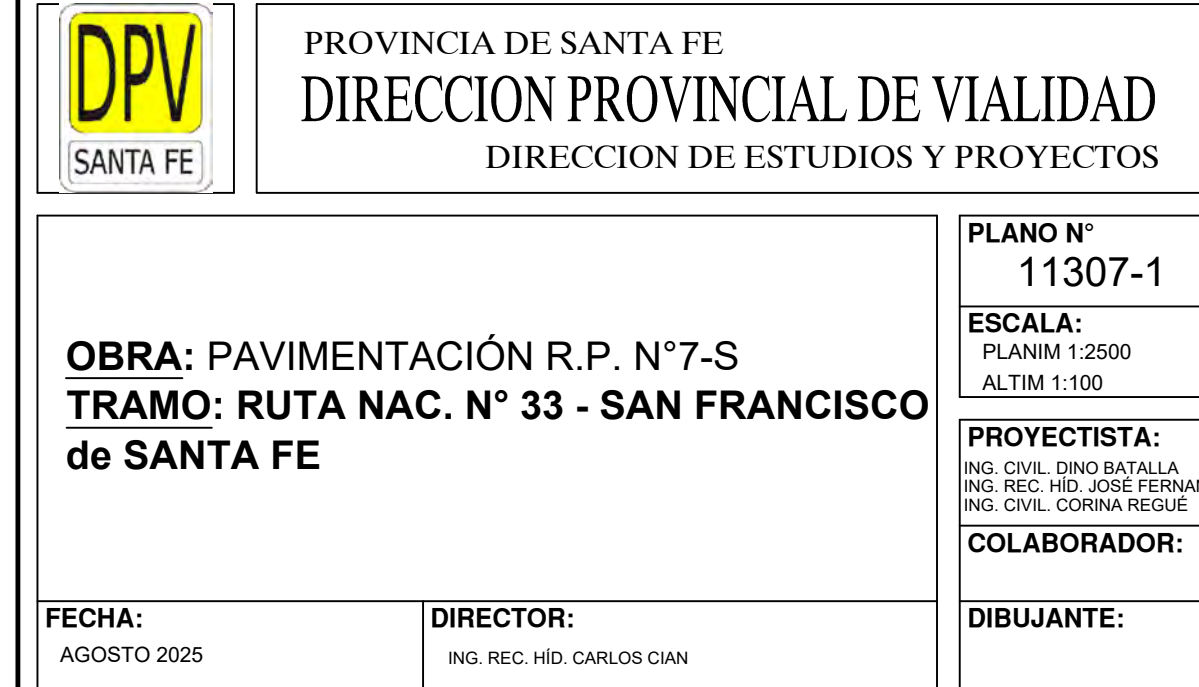 DPV
SANTA FE
PROVINCIA DE SANTA FE
DIRECCION PROVINCIAL DE VIALIDAD
DIRECCION DE ESTUDIOS Y PROYECTOS
OBRA: PAVIMENTACIÓN R.P. N°7-S
TRAMO: RUTA NAC. N° 33 - SAN FRANCISCO
de SANTA FE
FECHA:
AGOSTO 2025
DIRECTOR:
ING. REC. HÍD. CARLOS CIAN
PLANO N°
11307-1
ESCALA:
PLANIM 1:2500
ALTIM 1:100
PROYECTISTA:
ING. CIVIL. DINO BATALLA
ING. REC. HÍD. JOSÉ
ING. CIVIL. CORINA REGUÉ
COLABORADOR:
DIBUJANTE: